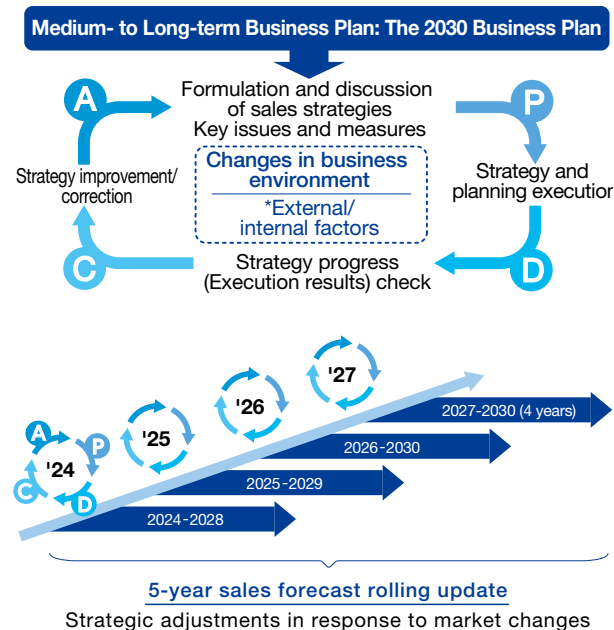 Medium- to Long-term Business Plan: The 2030 Business Plan
A
Formulation and discussion
of sales strategies
Key issues and measures
P
Changes in business
environment
*External/
internal factors
Strategy improvement/
correction
Strategy and
planning execution
C
Strategy progress
(Execution results) check
D
'27
'26
'25
'24
A
P
C
D
2027-2030 (4 years)
2026-2030
2025-2029
2024-2028
5-year sales forecast rolling update
Strategic adjustments in response to market changes